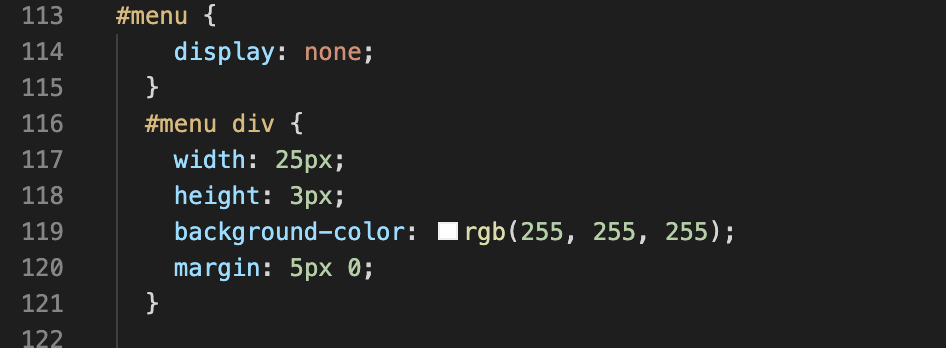 113 #menu {
114 display: none;
115 }
116 #menu div {
117 width: 25px;
118 height: 3px;
119 background-color: rgb(255, 255, 255);
120 margin: 5px 0;
121 }
122